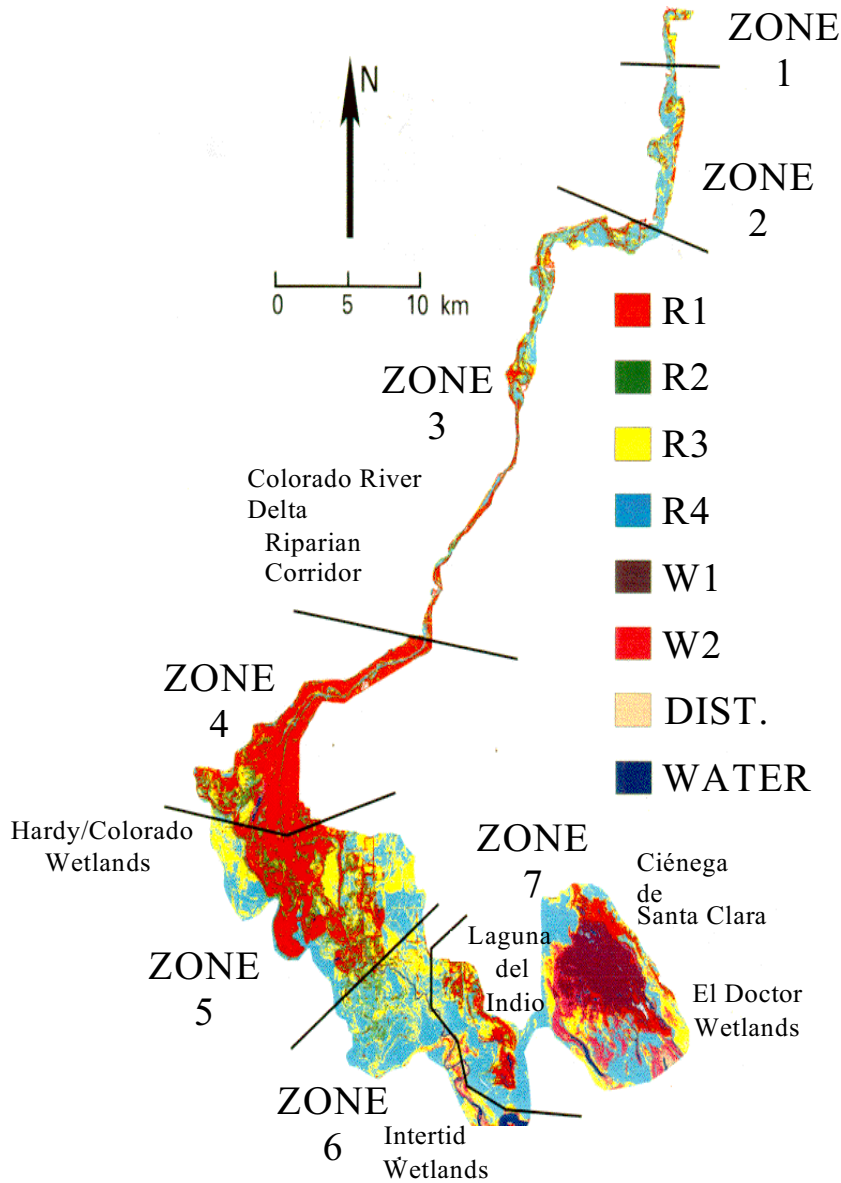 ZONE
1
N
ZONE
2
0 5 10 km
R1
R2
ZONE
3
R3
Colorado River
Delta
Riparian
Corridor
R4
W1
W2
ZONE
4
DIST.
WATER
Hardy/Colorado
Wetlands
ZONE
7
Ciénega
de
Santa Clara
Laguna
del
Indio
ZONE
5
El Doctor
Wetlands
ZONE
6
Intertid
Wetlands